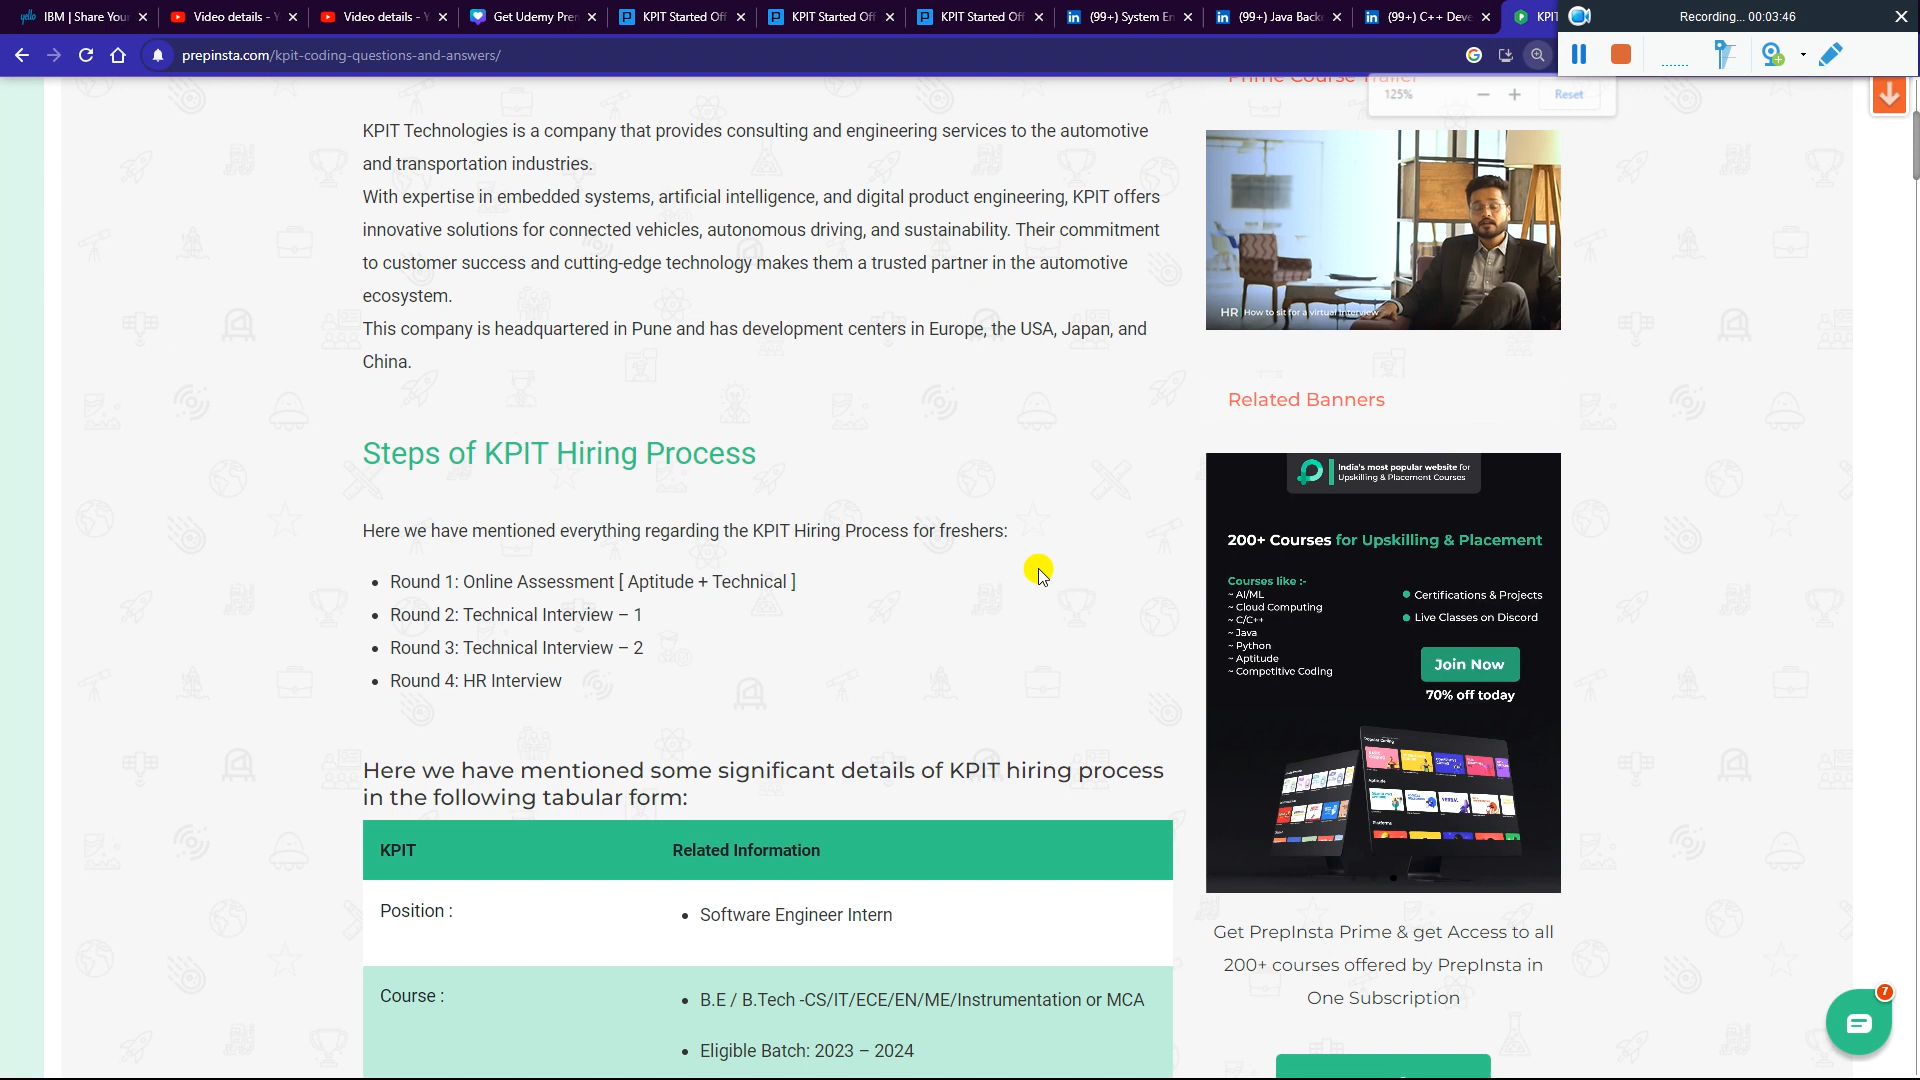 IBM | Share Your
Video details - Y
Video details - Y
Get Udemy Pre
KPIT Started Off
KPIT Started Off
KPIT Started Off
(99+) System En
(99+) Java Back
(99+) C++ Deve
KPIT
Recording... 00:03:46
prepinsta.com/kpit-coding-questions-and-answers/
Prime Course Trailer
125%
Reset
KPIT Technologies is a company that provides consulting and engineering services to the automotive
and transportation industries.
With expertise in embedded systems, artificial intelligence, and digital product engineering, KPIT offers
innovative solutions for connected vehicles, autonomous driving, and sustainability. Their commitment
to customer success and cutting-edge technology makes them a trusted partner in the automotive
ecosystem.
This company is headquartered in Pune and has development centers in Europe, the USA, Japan, and
China.
HR How to sit for a virtual interview
Related Banners
Steps of KPIT Hiring Process
Here we have mentioned everything regarding the KPIT Hiring Process for freshers:
• Round 1: Online Assessment [ Aptitude + Technical ]
• Round 2: Technical Interview – 1
• Round 3: Technical Interview – 2
• Round 4: HR Interview
Here we have mentioned some significant details of KPIT hiring process
in the following tabular form:
KPIT Related Information
Position : • Software Engineer Intern
Course : • B.E / B.Tech -CS/IT/ECE/EN/ME/Instrumentation or MCA
• Eligible Batch: 2023 – 2024
India's most popular website for
Upskilling & Placement Courses
200+ Courses for Upskilling & Placement
Courses like :-
~ AI/ML
~ Cloud Computing
~ C/C++
~ Java
~ Python
~ Aptitude
~ Competitive Coding
Certifications & Projects
Live Classes on Discord
Join Now
70% off today
Get PrepInsta Prime & get Access to all
200+ courses offered by PrepInsta in
One Subscription
7